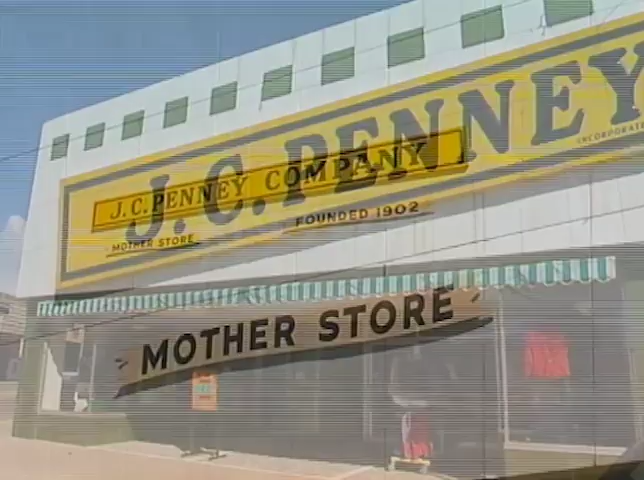 J.C. PENNEY
INCORPORATED
J.C. PENNEY COMPANY
MOTHER STORE
FOUNDED 1902
MOTHER STORE